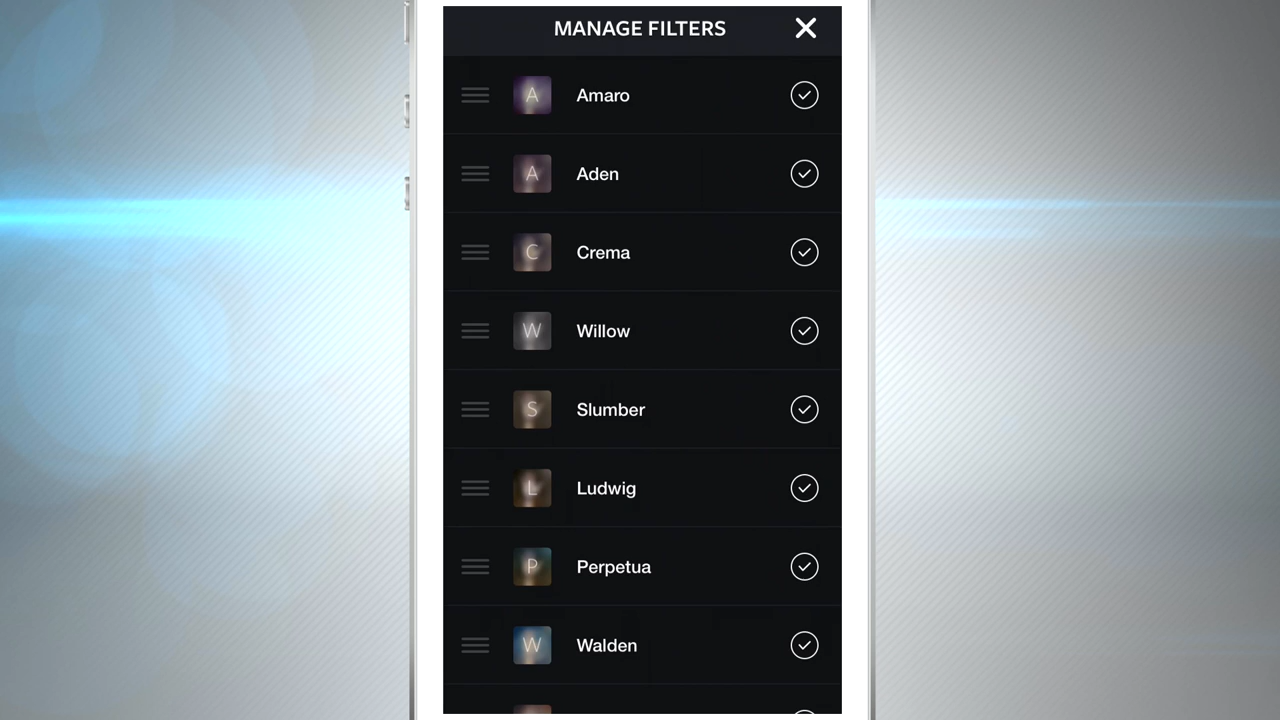 MANAGE FILTERS
A Amaro
A Aden
C Crema
W Willow
S Slumber
L Ludwig
P Perpetua
W Walden